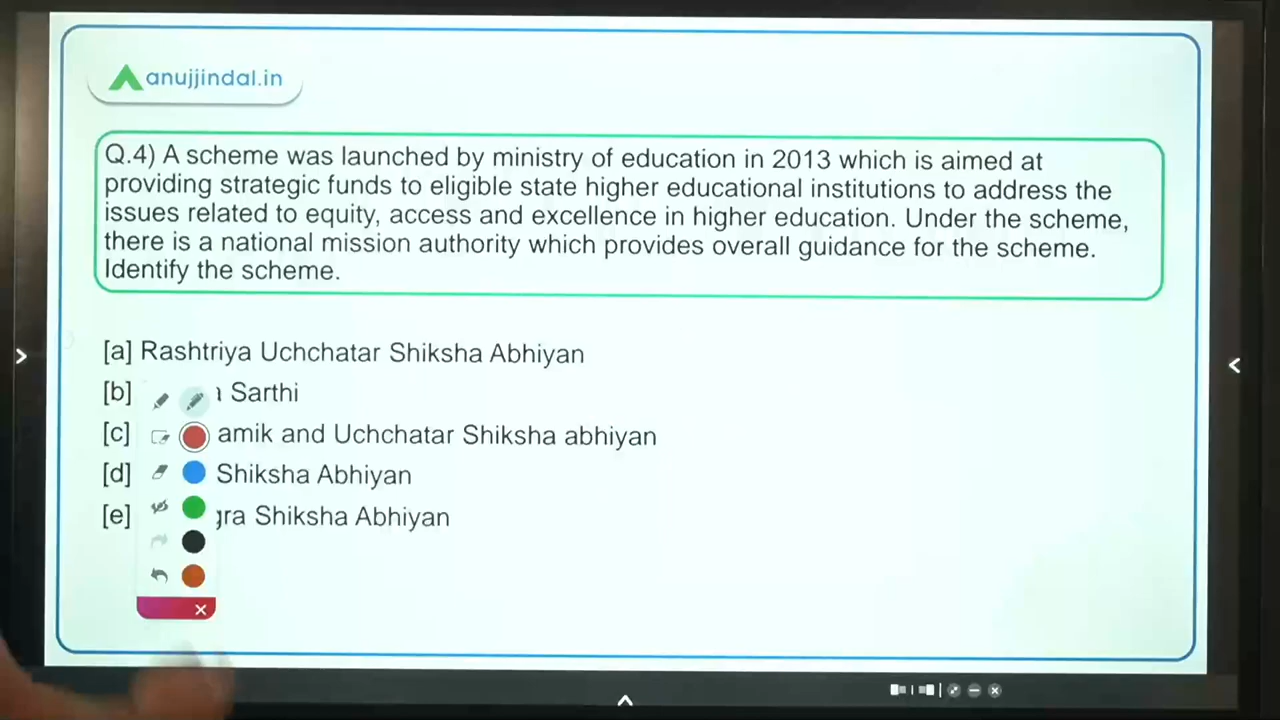 anujjindal.in
Q.4) A scheme was launched by ministry of education in 2013 which is aimed at
providing strategic funds to eligible state higher educational institutions to address the
issues related to equity, access and excellence in higher education. Under the scheme,
there is a national mission authority which provides overall guidance for the scheme.
Identify the scheme.
[a] Rashtriya Uchchatar Shiksha Abhiyan
[b] Sarthi
[c] and Uchchatar Shiksha abhiyan
[d] Shiksha Abhiyan
[e] Shiksha Abhiyan